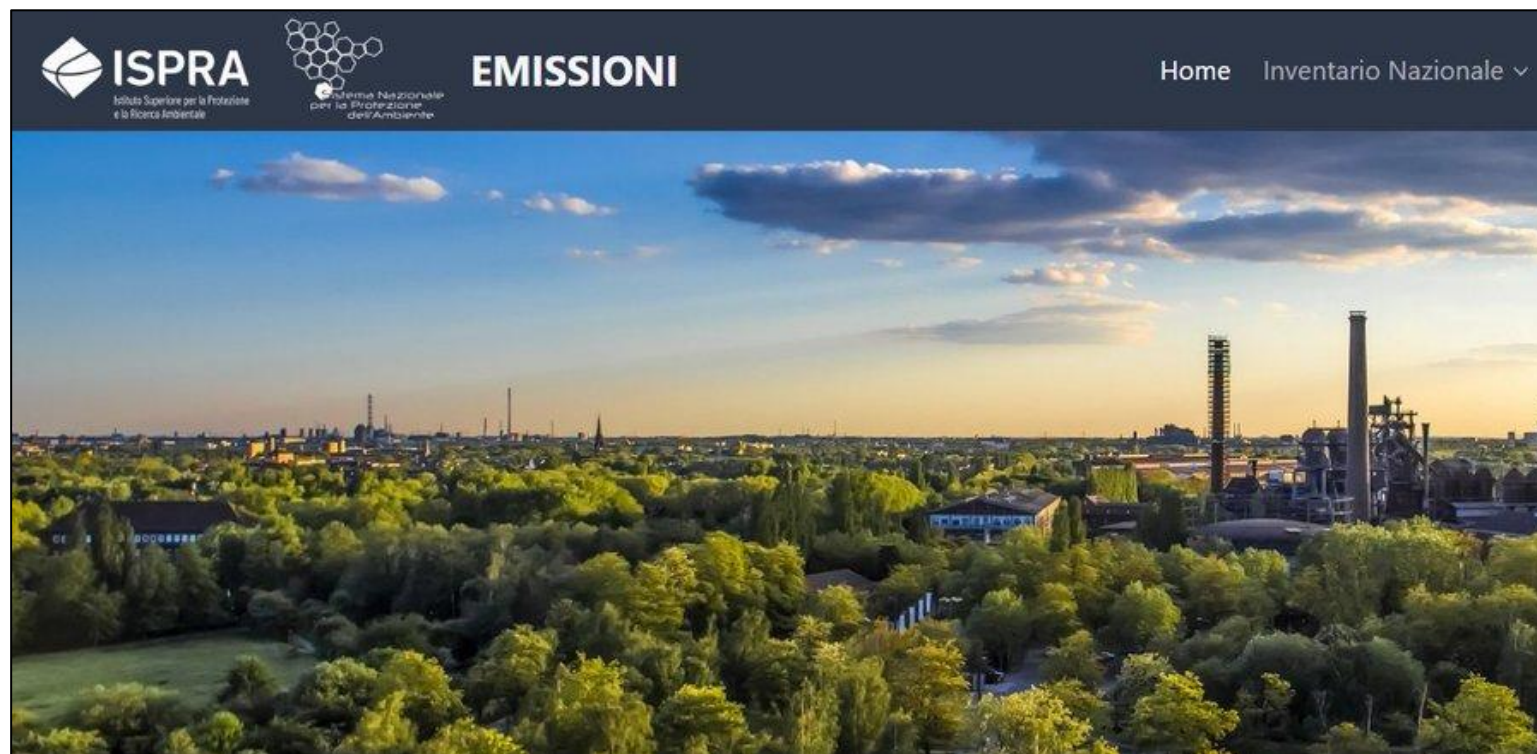 ISPRA
Istituto Superiore per la Protezione
e la Ricerca Ambientale
Sistema Nazionale
per la Protezione
dell'Ambiente
EMISSIONI
Home Inventario Nazionale